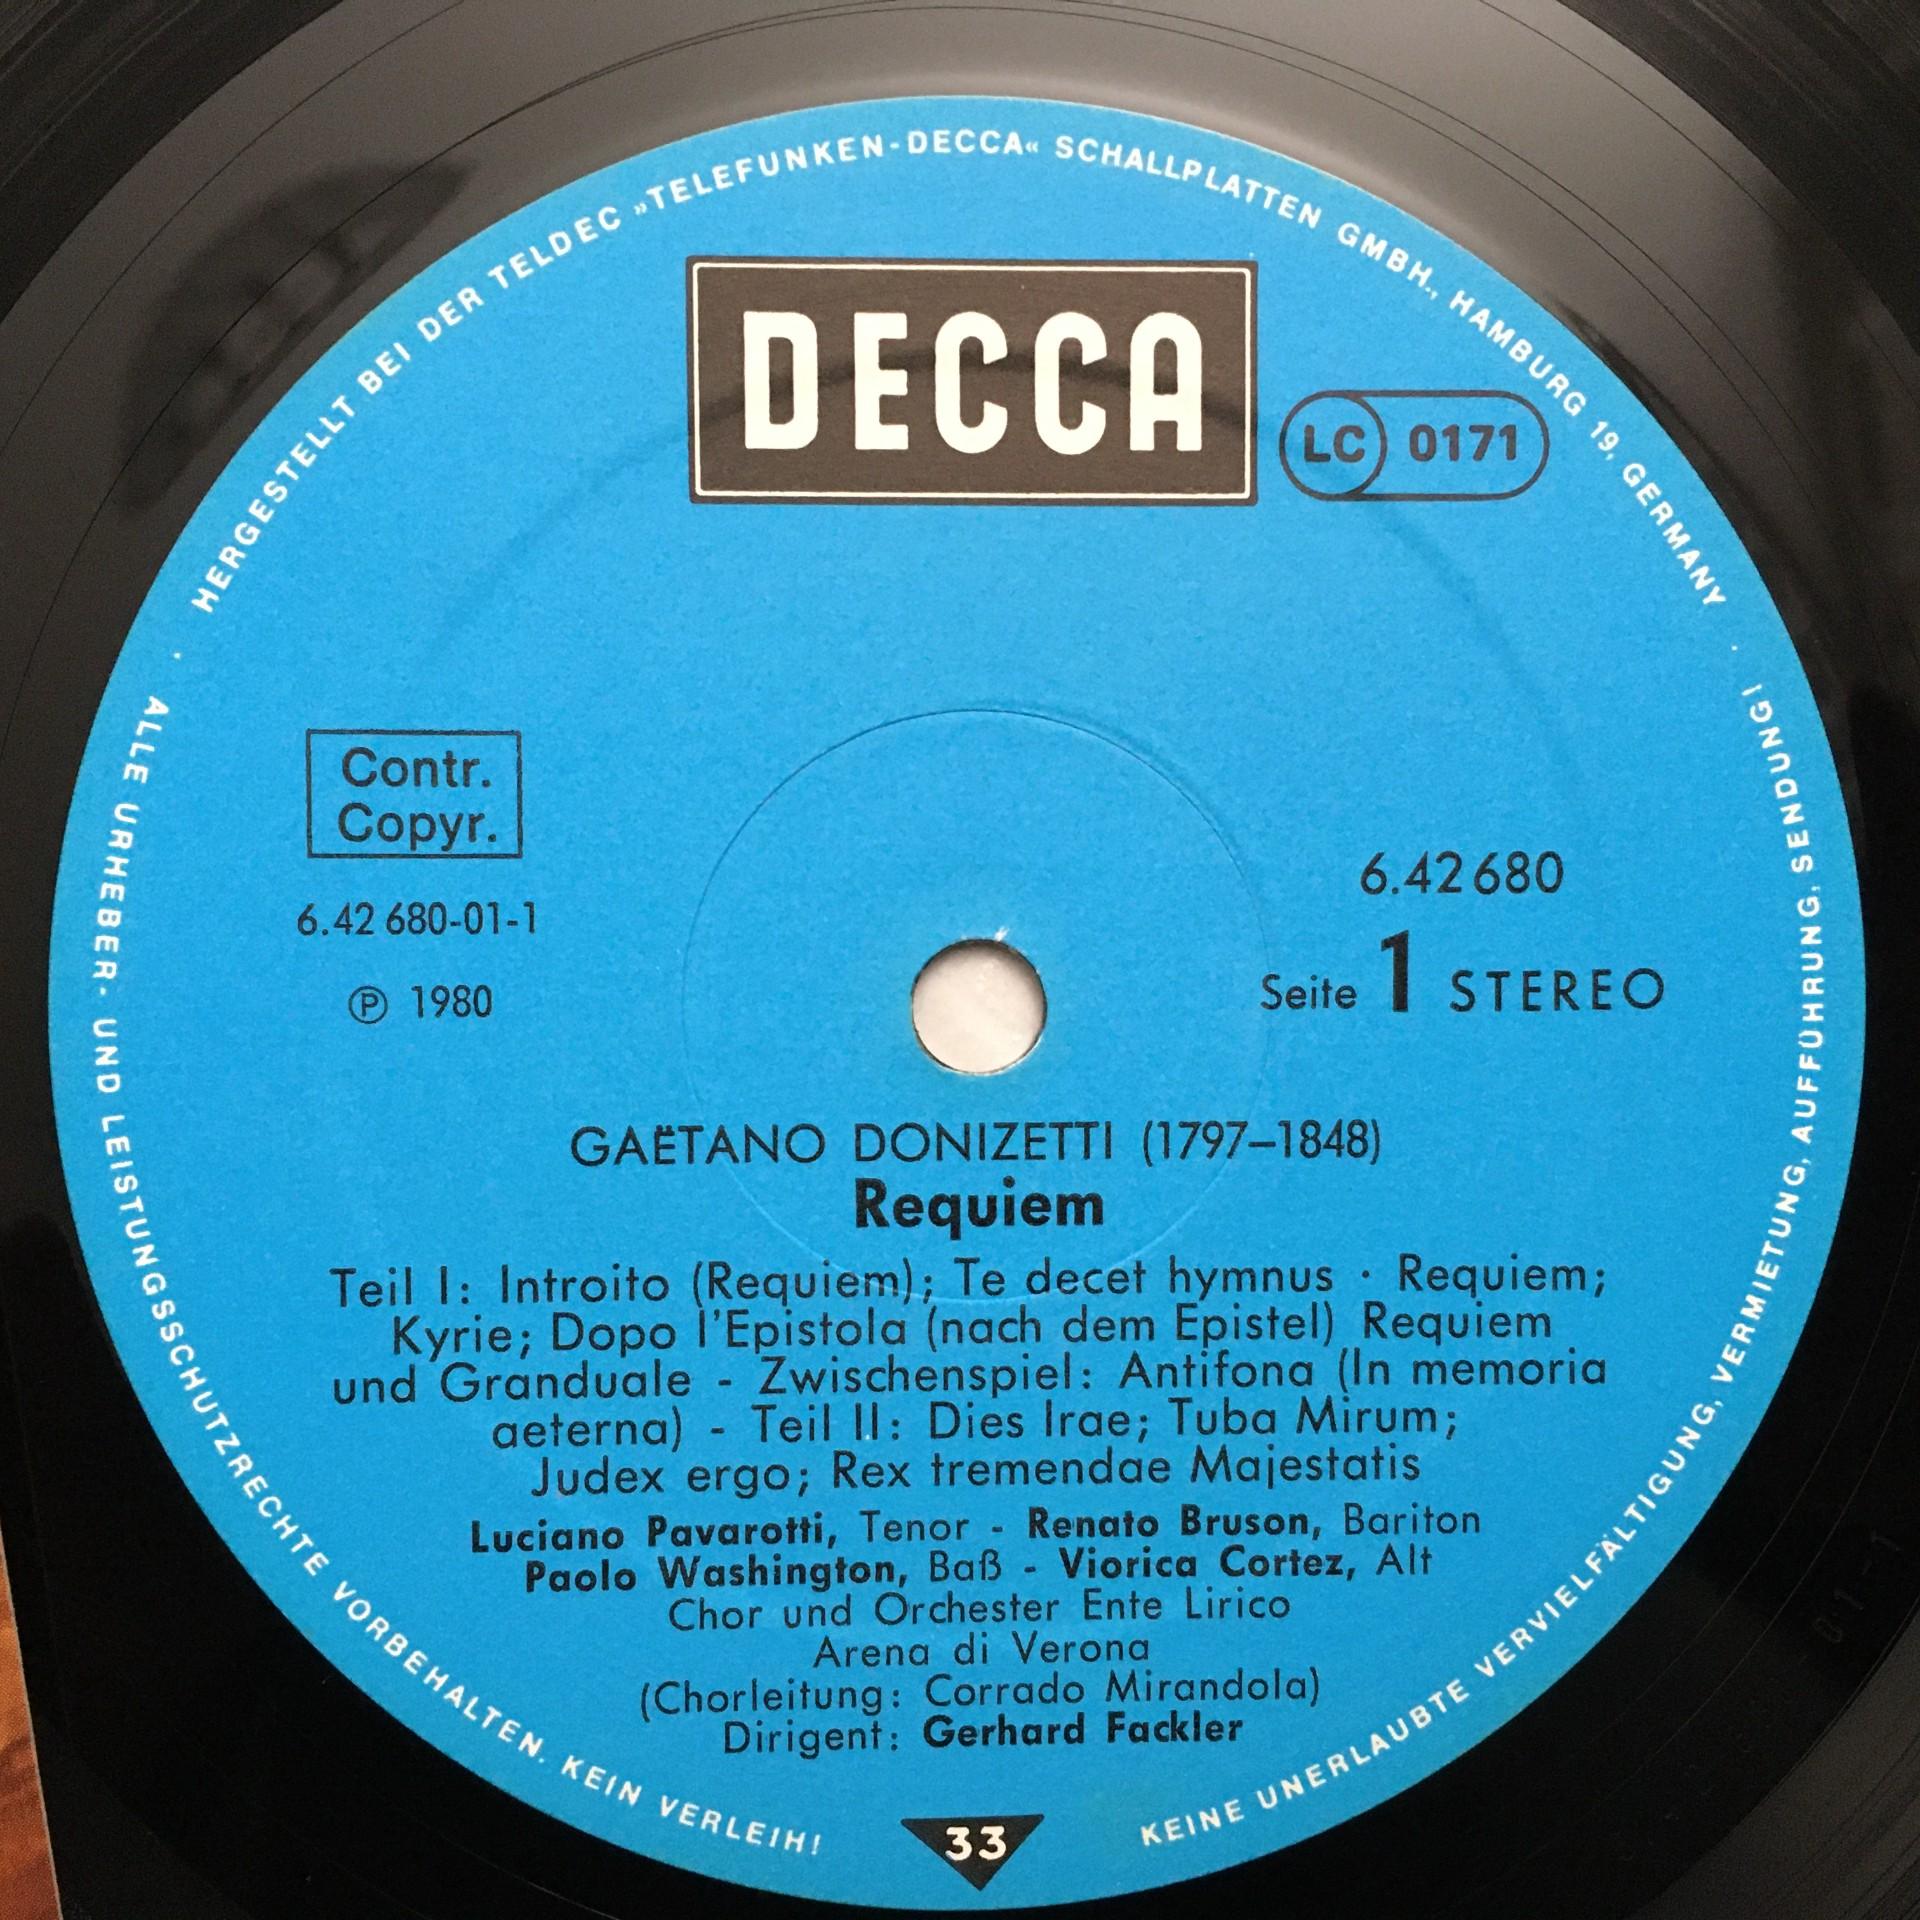 HERGESTELLT BEI DER TELDEC »TELEFUNKEN-DECCA« SCHALLPLATTEN GMBH., HAMBURG 19, GERMANY ·
DECCA
LC 0171
Contr.
Copyr.
6.42 680-01-1
℗ 1980
6.42 680
Seite 1 STEREO
GAËTANO DONIZETTI (1797–1848)
Requiem
Teil I: Introito (Requiem); Te decet hymnus · Requiem;
Kyrie; Dopo l'Epistola (nach dem Epistel) Requiem
und Granduale - Zwischenspiel: Antifona (In memoria
aeterna) - Teil II: Dies Irae; Tuba Mirum;
Judex ergo; Rex tremendae Majestatis
Luciano Pavarotti, Tenor - Renato Bruson, Bariton
Paolo Washington, Baß - Viorica Cortez, Alt
Chor und Orchester Ente Lirico
Arena di Verona
(Chorleitung: Corrado Mirandola)
Dirigent: Gerhard Fackler
33
· ALLE URHEBER- UND LEISTUNGSSCHUTZRECHTE VORBEHALTEN. KEIN VERLEIH!
KEINE UNERLAUBTE VERVIELFÄLTIGUNG, VERMIETUNG, AUFFÜHRUNG, SENDUNG!